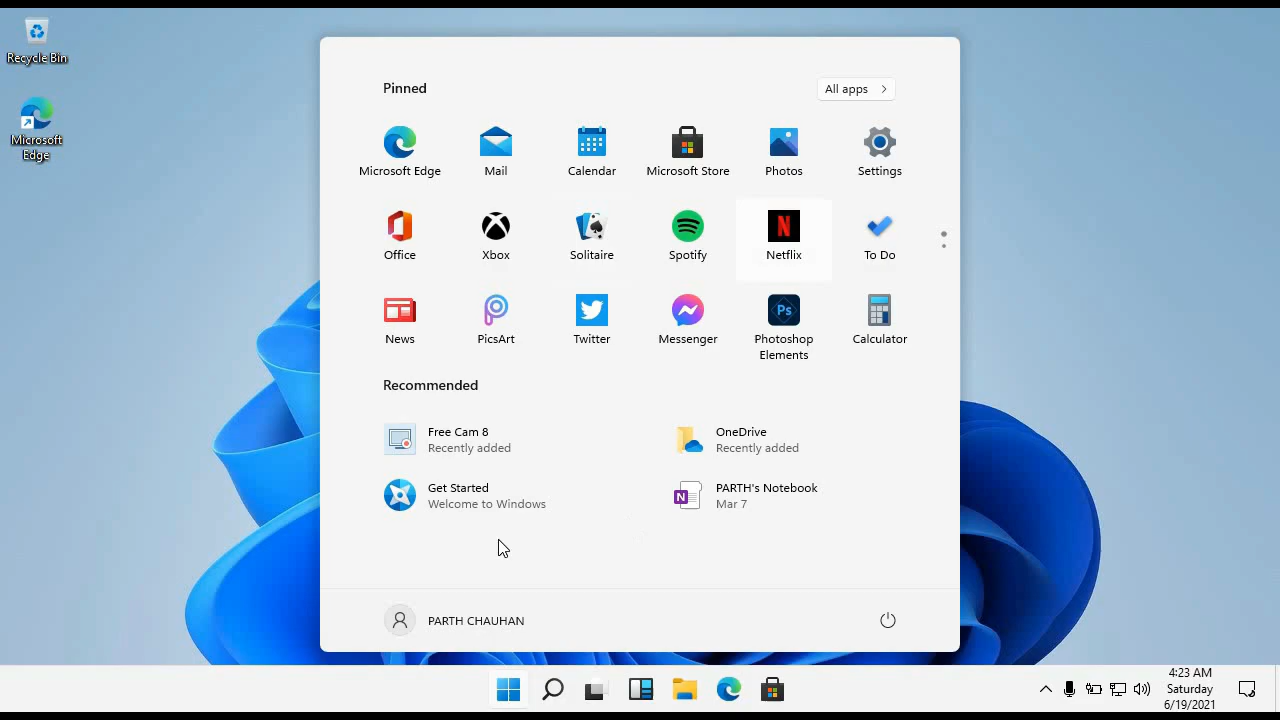 Recycle Bin
Microsoft
Edge
Pinned
All apps
Microsoft Edge
Mail
Calendar
Microsoft Store
Photos
Settings
Office
Xbox
Solitaire
Spotify
N
Netflix
To Do
News
PicsArt
Twitter
Messenger
Ps
Photoshop
Elements
Calculator
Recommended
Free Cam 8
Recently added
OneDrive
Recently added
Get Started
Welcome to Windows
N
PARTH's Notebook
Mar 7
PARTH CHAUHAN
4:23 AM
Saturday
6/19/2021